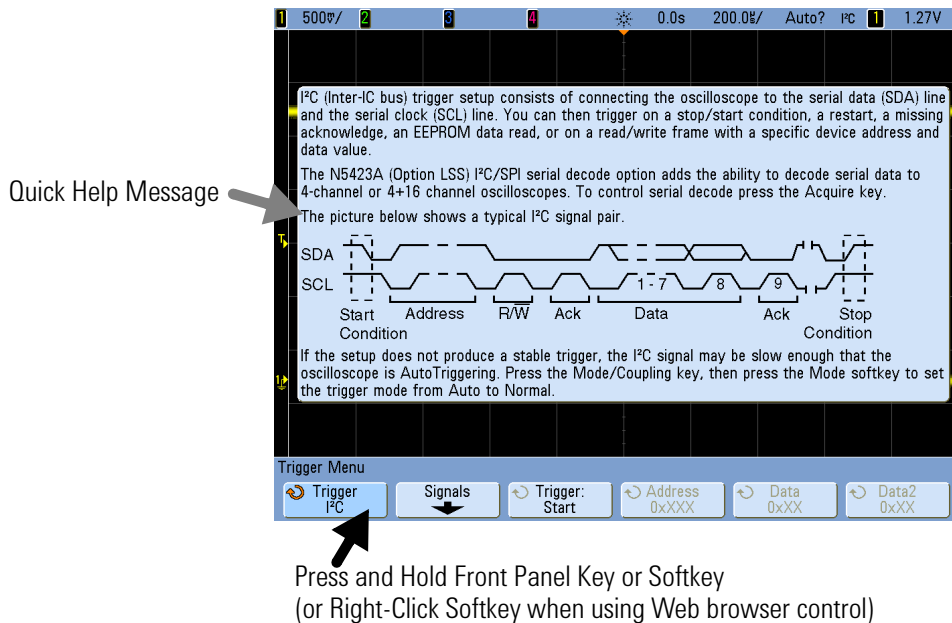 1 500m/ 2 3 4 0.0s 200.0 / Auto? I²C 1 1.27V
I²C (Inter-IC bus) trigger setup consists of connecting the oscilloscope to the serial data (SDA) line
and the serial clock (SCL) line. You can then trigger on a stop/start condition, a restart, a missing
acknowledge, an EEPROM data read, or on a read/write frame with a specific device address and
data value.
The N5423A (Option LSS) I²C/SPI serial decode option adds the ability to decode serial data to
4-channel or 4+16 channel oscilloscopes. To control serial decode press the Acquire key.
Quick Help Message
The picture below shows a typical I²C signal pair.
T
SDA
SCL 1 - 7 8 9
Start Address R/W̅ Ack Data Ack Stop
Condition Condition
If the setup does not produce a stable trigger, the I²C signal may be slow enough that the
oscilloscope is AutoTriggering. Press the Mode/Coupling key, then press the Mode softkey to set
1
the trigger mode from Auto to Normal.
Trigger Menu
Trigger Signals Trigger: Address Data Data2
I²C Start 0xXXX 0xXX 0xXX
Press and Hold Front Panel Key or Softkey
(or Right-Click Softkey when using Web browser control)